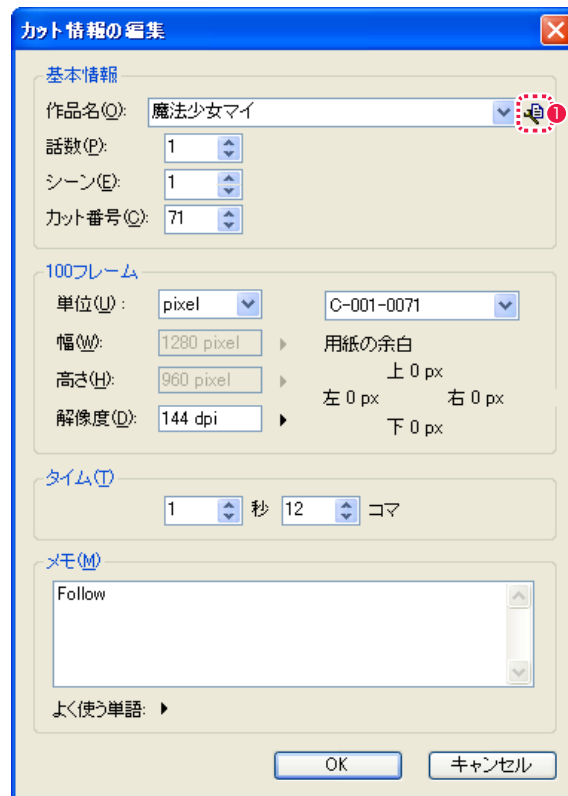 カット情報の編集
基本情報
作品名(O): 魔法少女マイ 1
話数(P): 1
シーン(E): 1
カット番号(C): 71
100フレーム
単位(U): pixel C-001-0071
幅(W): 1280 pixel 用紙の余白
高さ(H): 960 pixel 上 0 px
左 0 px 右 0 px
解像度(D): 144 dpi 下 0 px
タイム(T)
1 秒 12 コマ
メモ(M)
Follow
よく使う単語:
OK キャンセル